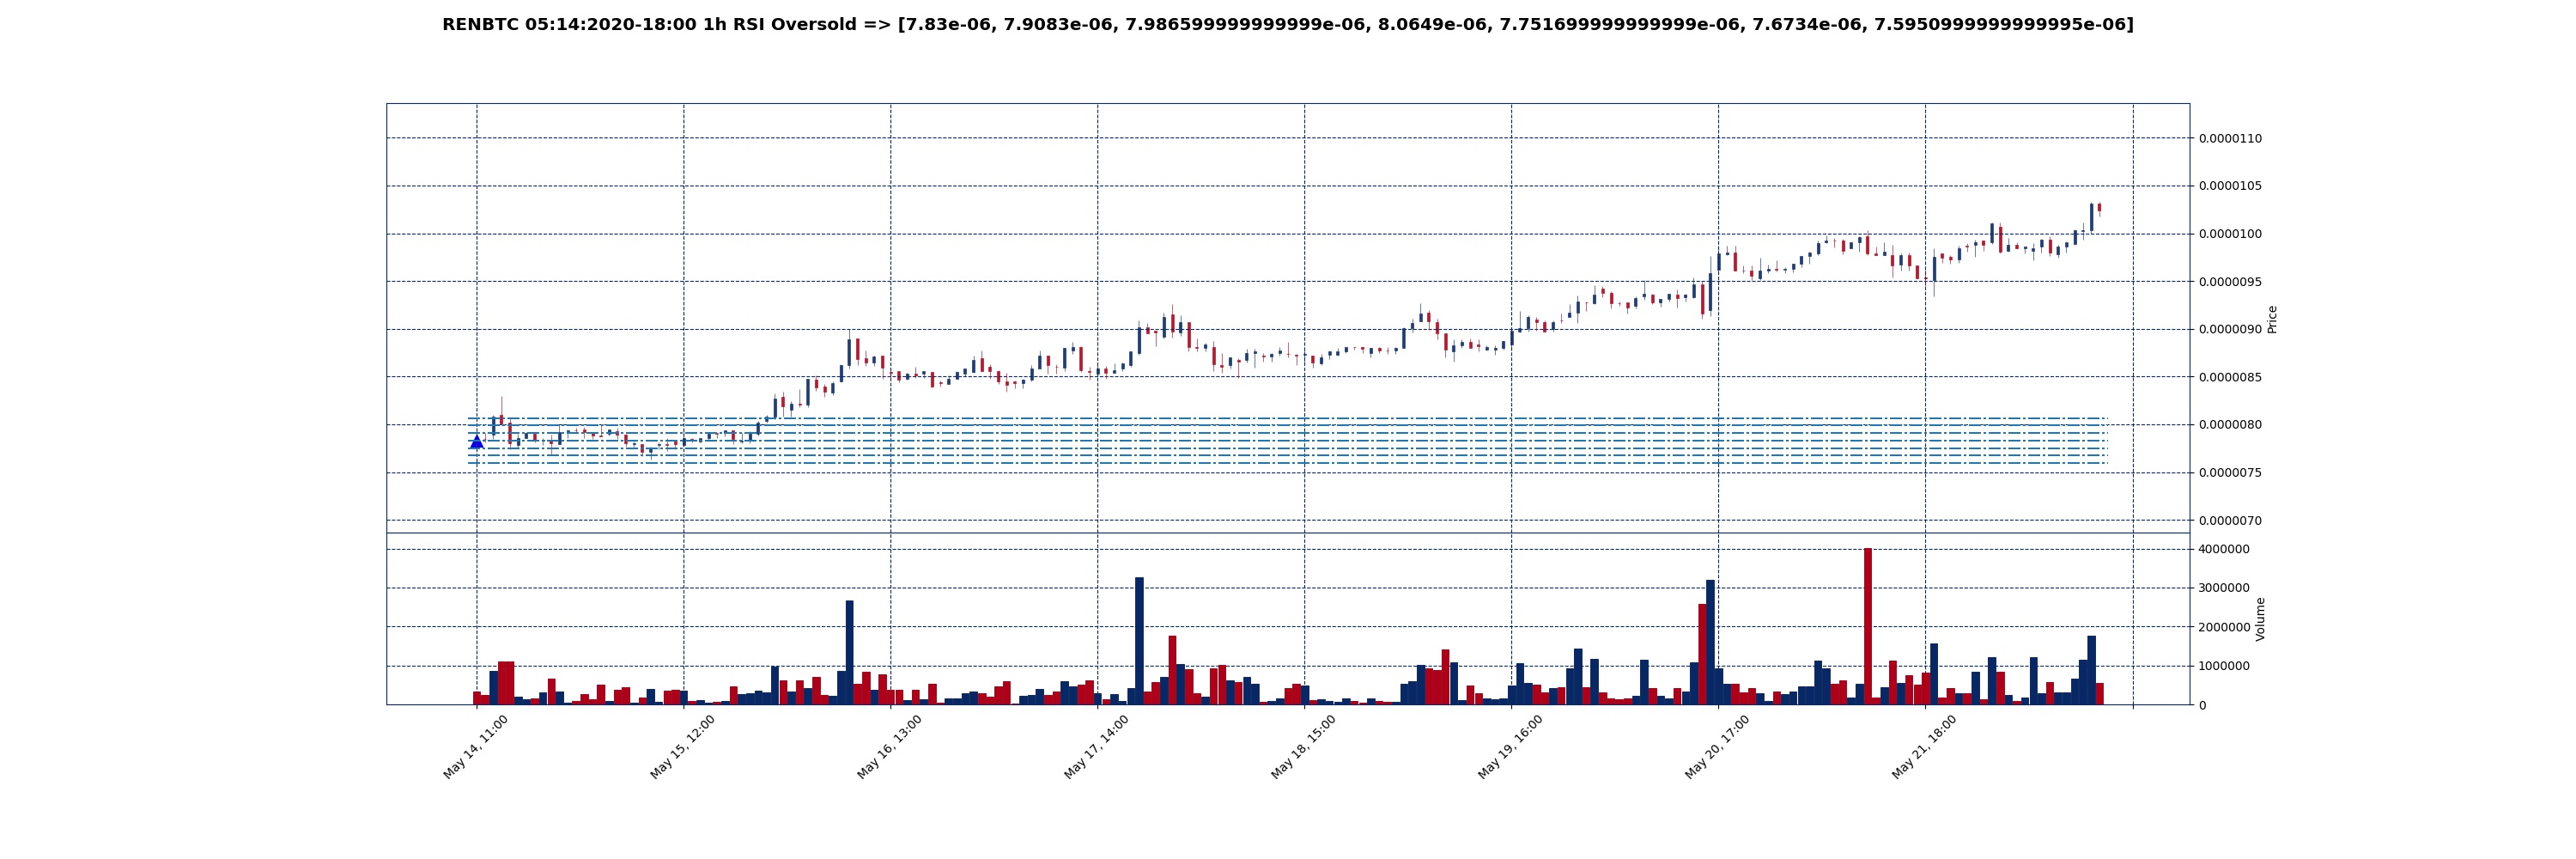 RENBTC 05:14:2020-18:00 1h RSI Oversold => [7.83e-06, 7.9083e-06, 7.986599999999999e-06, 8.0649e-06, 7.751699999999999e-06, 7.6734e-06, 7.5950999999999995e-06]
0.0000110
0.0000105
0.0000100
0.0000095
0.0000090
0.0000085
0.0000080
0.0000075
0.0000070
Price
4000000
3000000
2000000
1000000
0
Volume
May 14, 11:00
May 15, 12:00
May 16, 13:00
May 17, 14:00
May 18, 15:00
May 19, 16:00
May 20, 17:00
May 21, 18:00